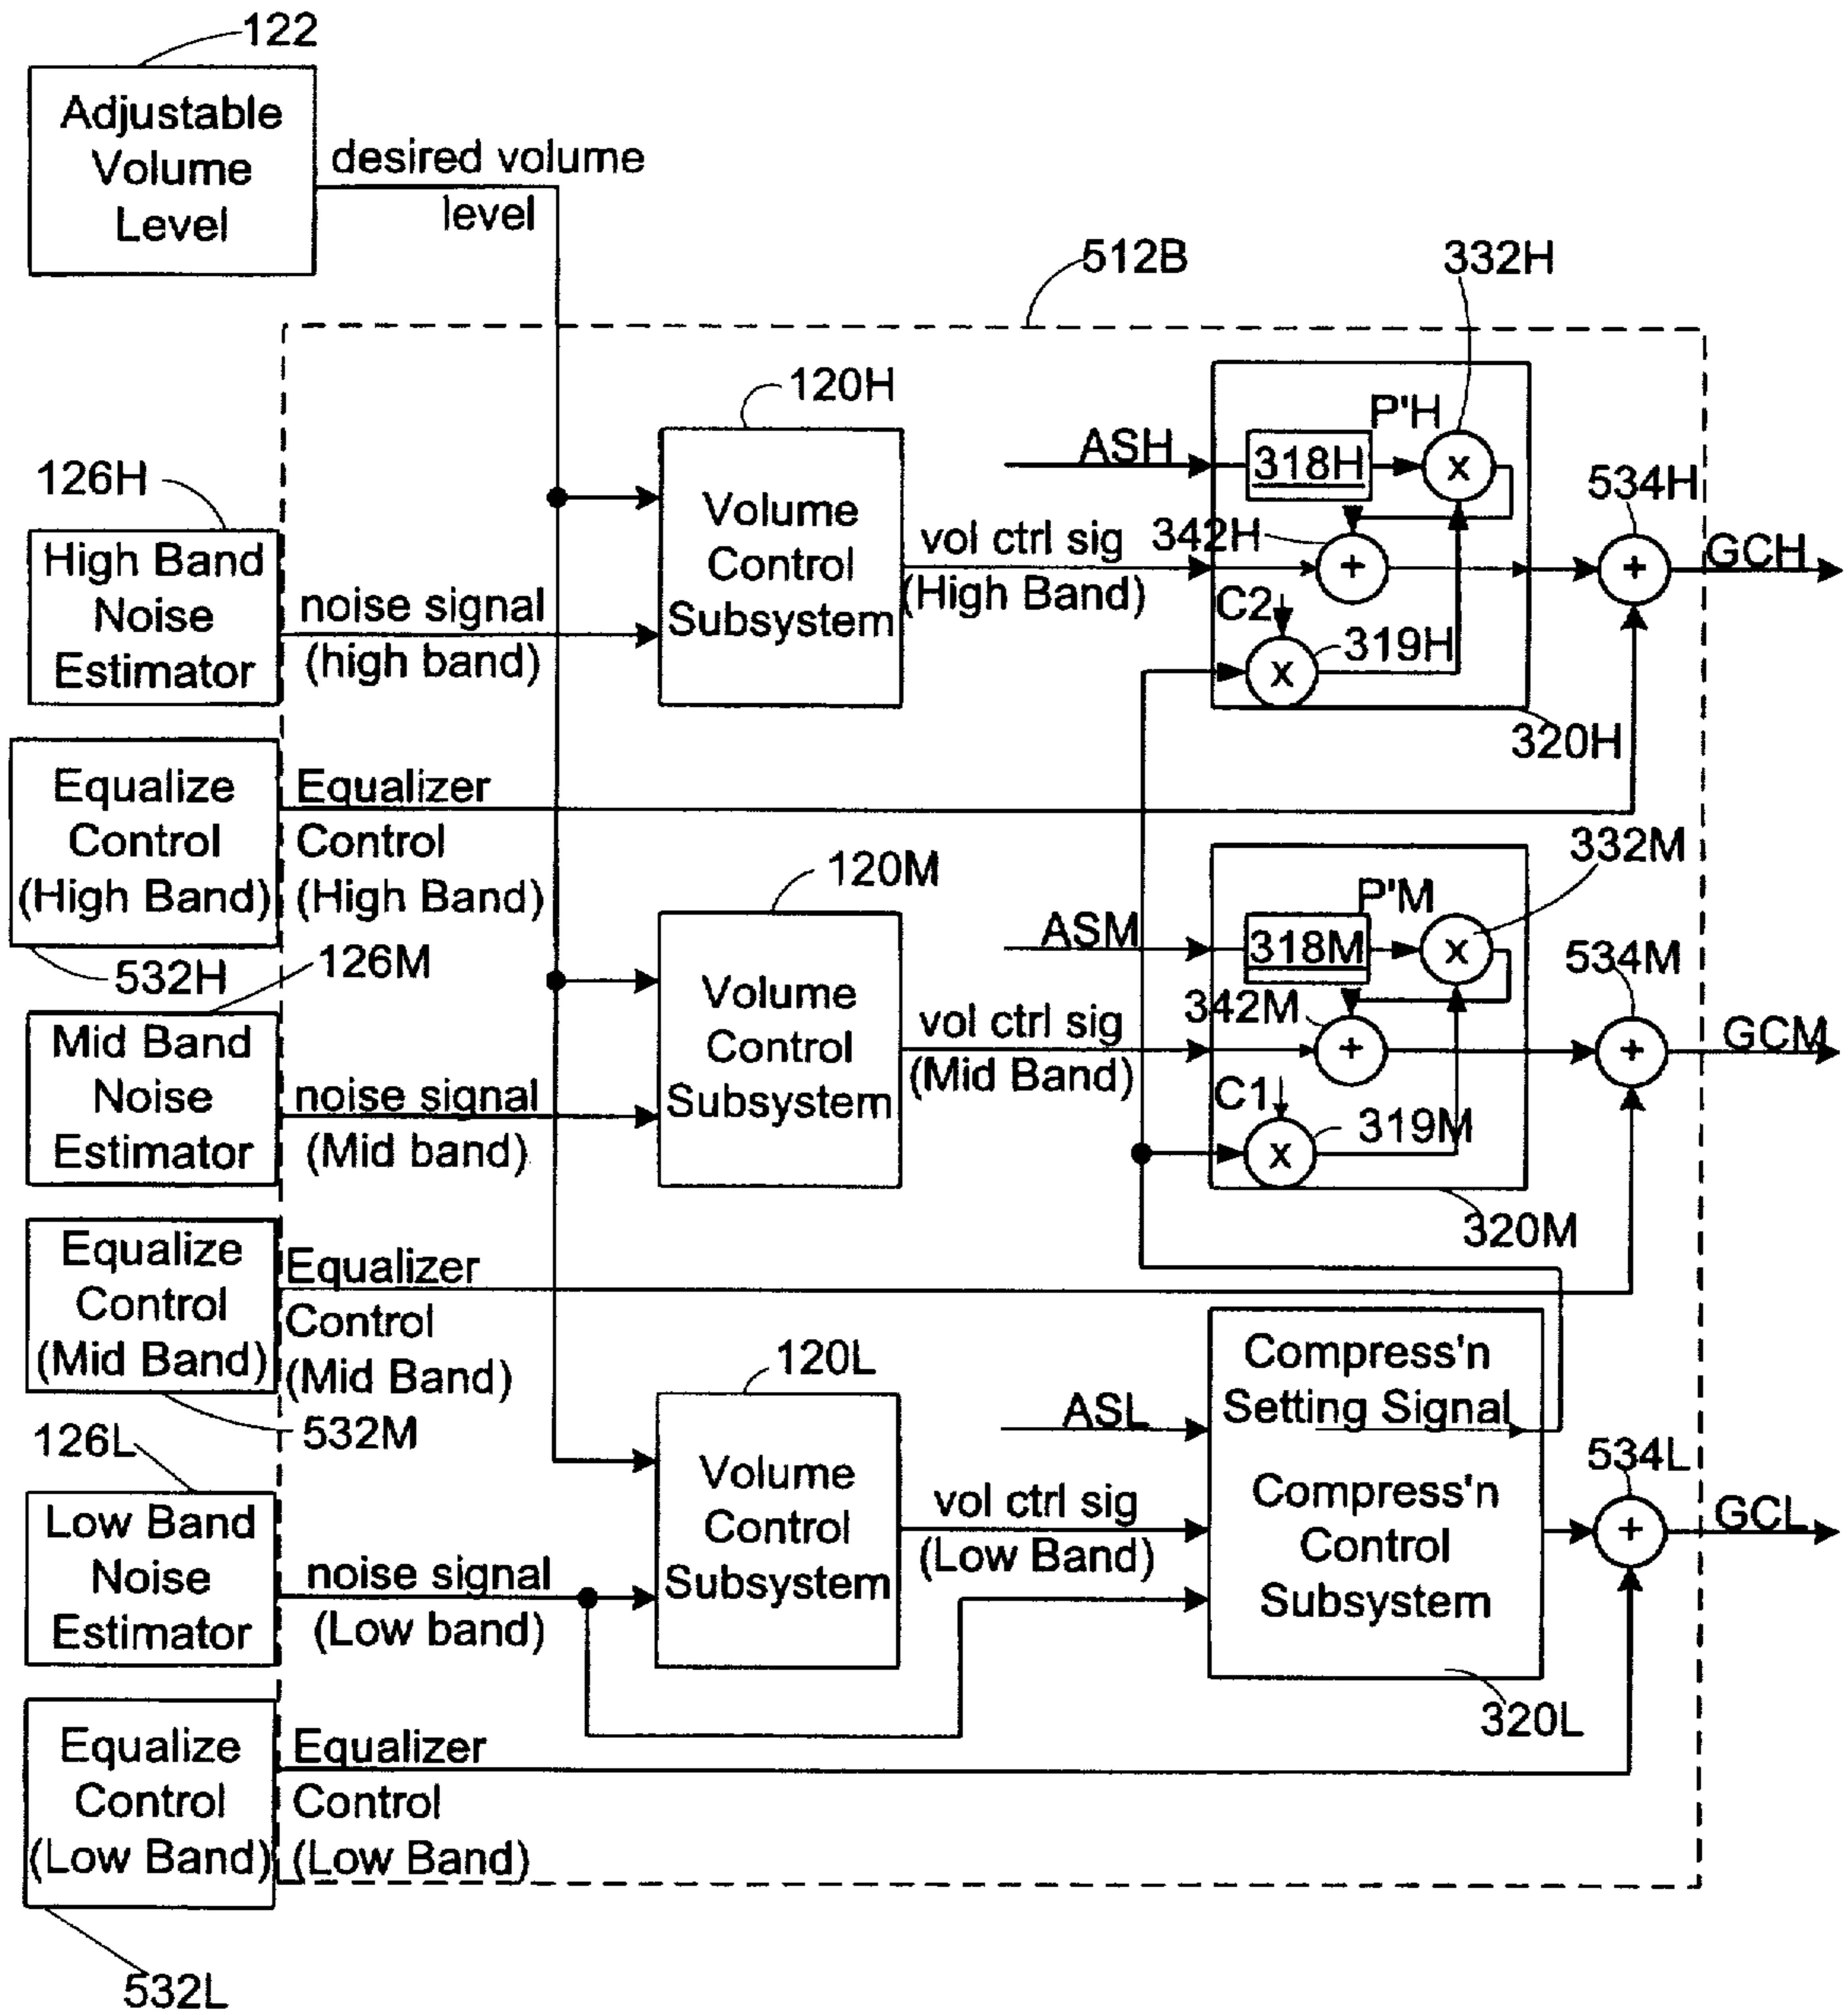 122
Adjustable
Volume
Level
desired volume
level
512B
332H
120H
P'H
ASH
318H
x
534H
126H
High Band
Noise
Estimator
noise signal
(high band)
Volume
Control
Subsystem
vol ctrl sig
(High Band)
342H
+
+
GCH
C2
319H
x
320H
Equalize
Control
(High Band)
Equalizer
Control
(High Band)
532H
126M
120M
332M
P'M
ASM
318M
x
534M
Mid Band
Noise
Estimator
noise signal
(Mid band)
Volume
Control
Subsystem
vol ctrl sig
(Mid Band)
342M
+
+
GCM
C1
319M
x
320M
Equalize
Control
(Mid Band)
Equalizer
Control
(Mid Band)
532M
120L
ASL
Compress'n
Setting Signal
126L
534L
Low Band
Noise
Estimator
noise signal
(Low band)
Volume
Control
Subsystem
vol ctrl sig
(Low Band)
Compress'n
Control
Subsystem
+
GCL
320L
Equalize
Control
(Low Band)
Equalizer
Control
(Low Band)
532L